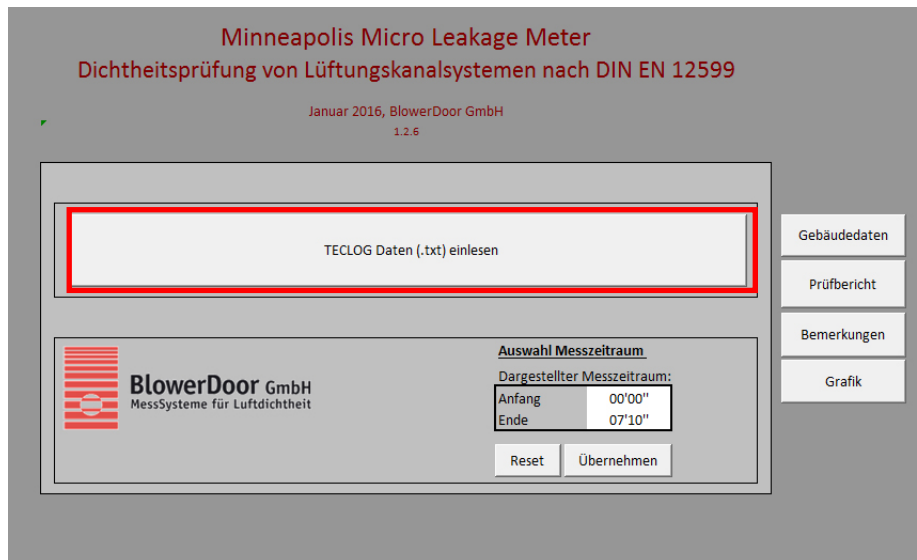 Minneapolis Micro Leakage Meter
Dichtheitsprüfung von Lüftungskanalsystemen nach DIN EN 12599
Januar 2016, BlowerDoor GmbH
1.2.6
TECLOG Daten (.txt) einlesen
Gebäudedaten
Prüfbericht
Bemerkungen
Grafik
BlowerDoor GmbH
MessSysteme für Luftdichtheit
Auswahl Messzeitraum
Dargestellter Messzeitraum:
Anfang 00'00"
Ende 07'10"
Reset Übernehmen